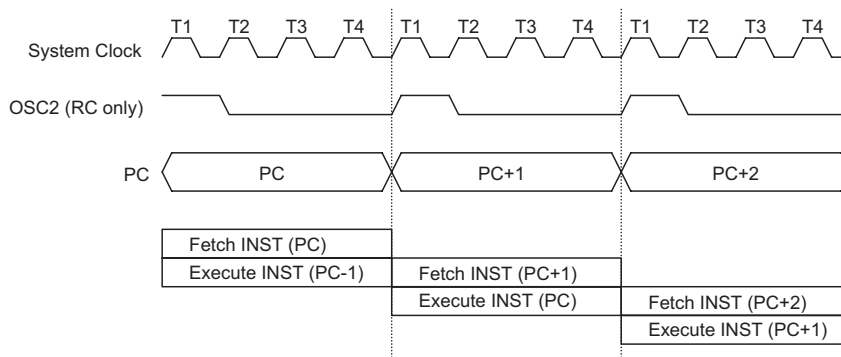 T1 T2 T3 T4 T1 T2 T3 T4 T1 T2 T3 T4
System Clock
OSC2 (RC only)
PC PC PC+1 PC+2
Fetch INST (PC)
Execute INST (PC-1) Fetch INST (PC+1)
Execute INST (PC) Fetch INST (PC+2)
Execute INST (PC+1)